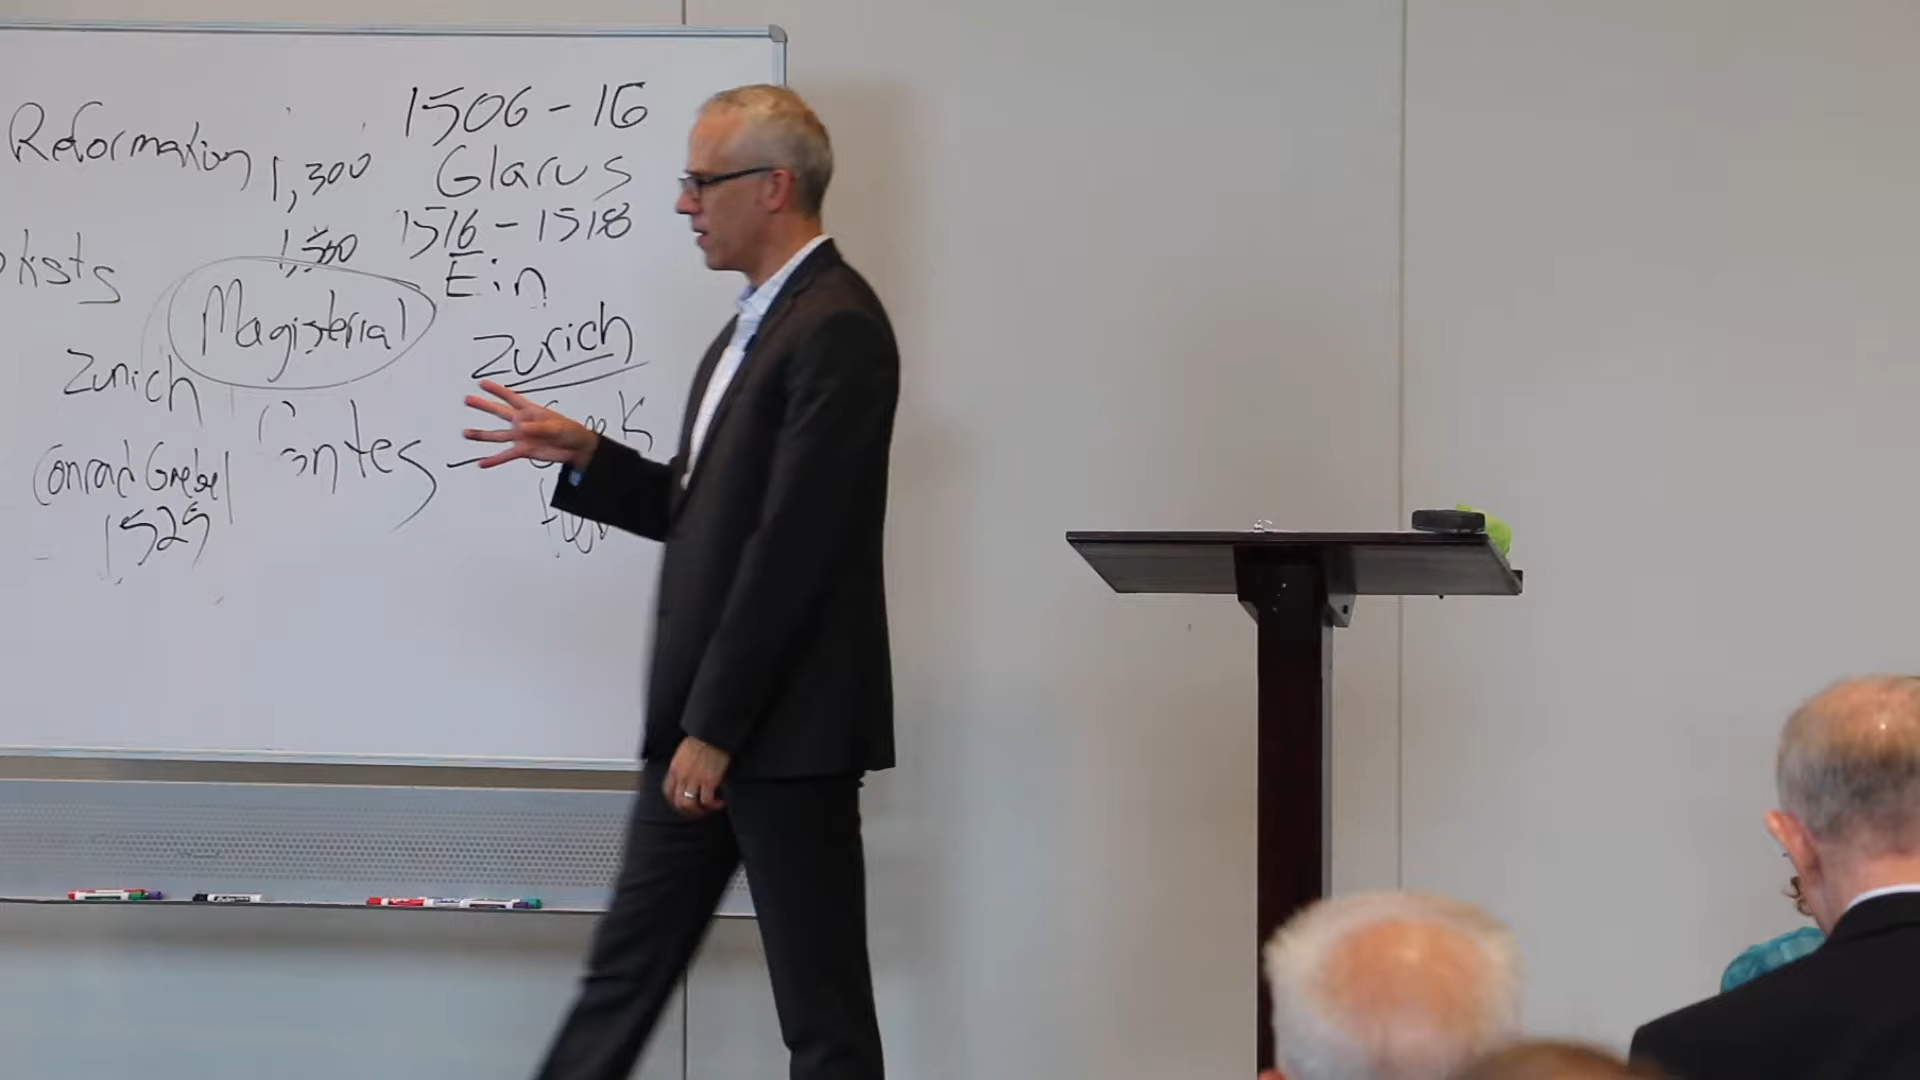 Reformation
1,300
1,500
Magisterial
Zurich
Conrad Grebel
1525
1506 - 16
Glarus
1516 - 1518
Ein
Zurich
Fontes